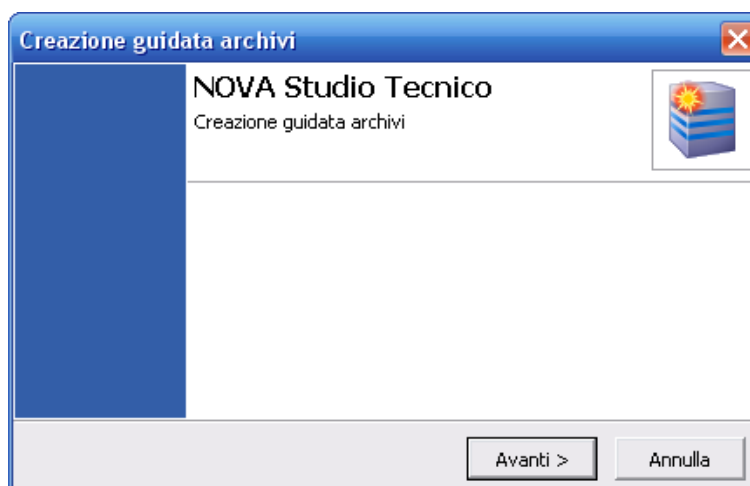 Creazione guidata archivi
NOVA Studio Tecnico
Creazione guidata archivi
Avanti >
Annulla